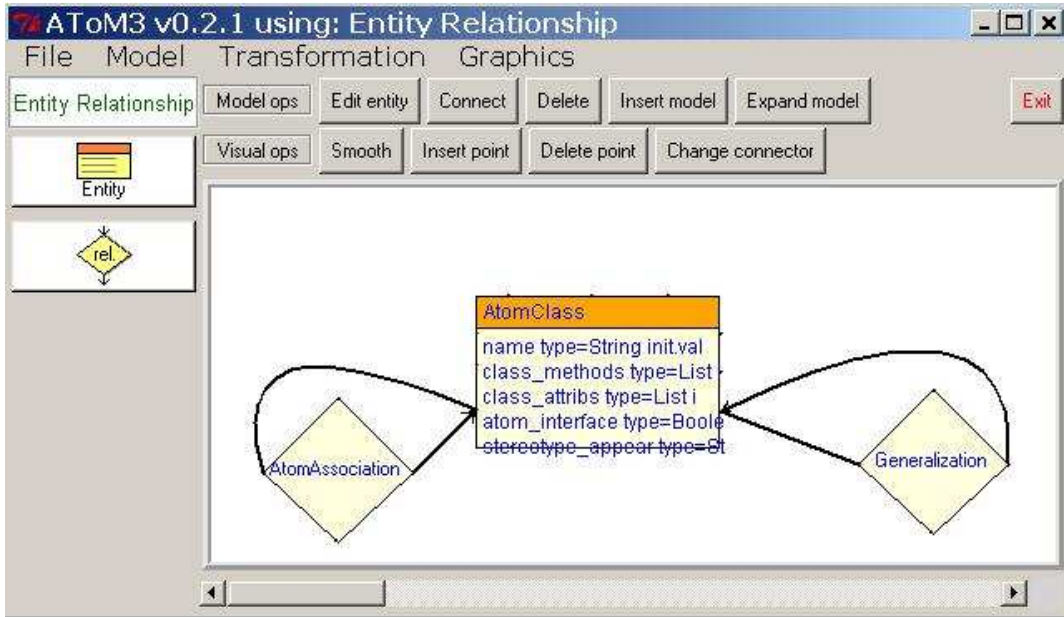 AToM3 v0.2.1 using: Entity Relationship
File Model Transformation Graphics
Entity Relationship Model ops Edit entity Connect Delete Insert model Expand model Exit
Visual ops Smooth Insert point Delete point Change connector
Entity
rel.
AtomClass
name type=String init.val
class_methods type=List
class_attribs type=List i
atom_interface type=Boole
stereotype_appear type=St
AtomAssociation
Generalization